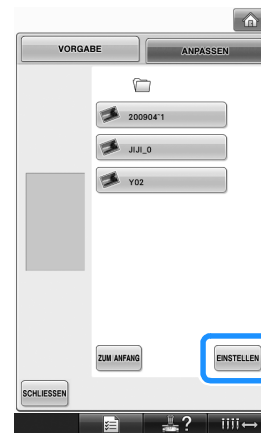 VORGABE
ANPASSEN
200904~1
JIJI_0
Y02
ZUM ANFANG
EINSTELLEN
SCHLIESSEN
?